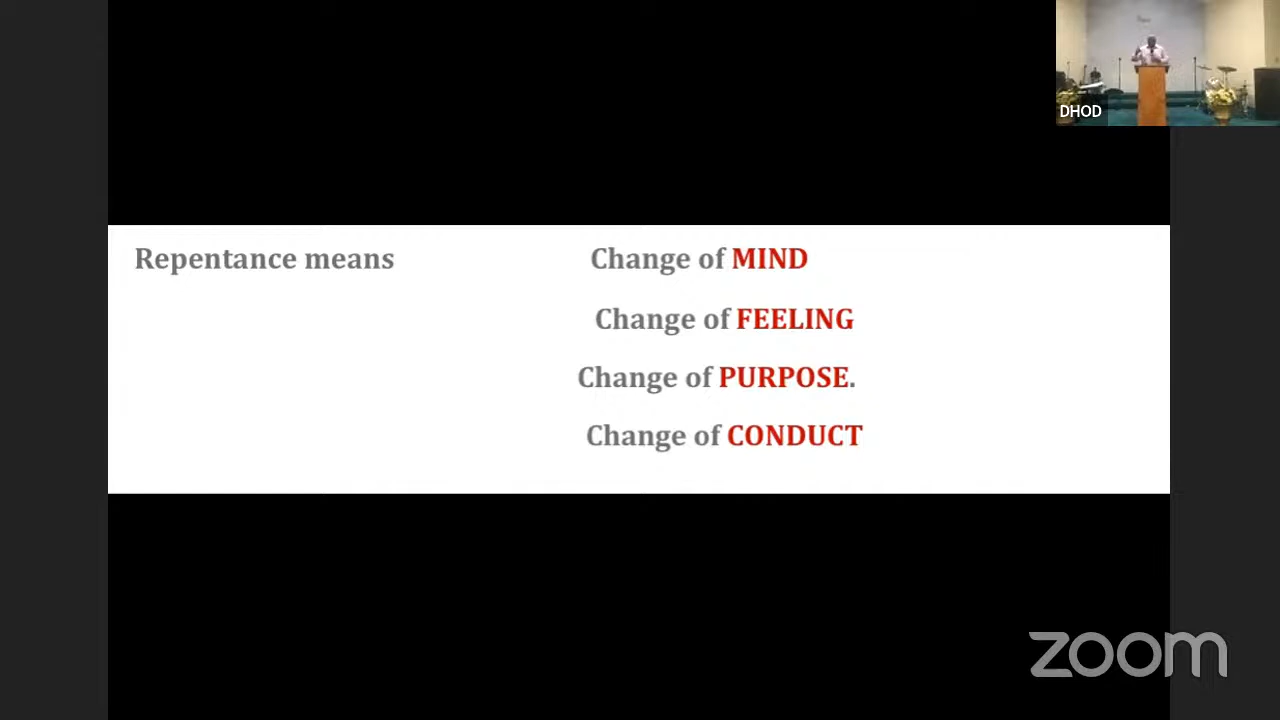 DHOD
Repentance means Change of MIND
Change of FEELING
Change of PURPOSE.
Change of CONDUCT
zoom